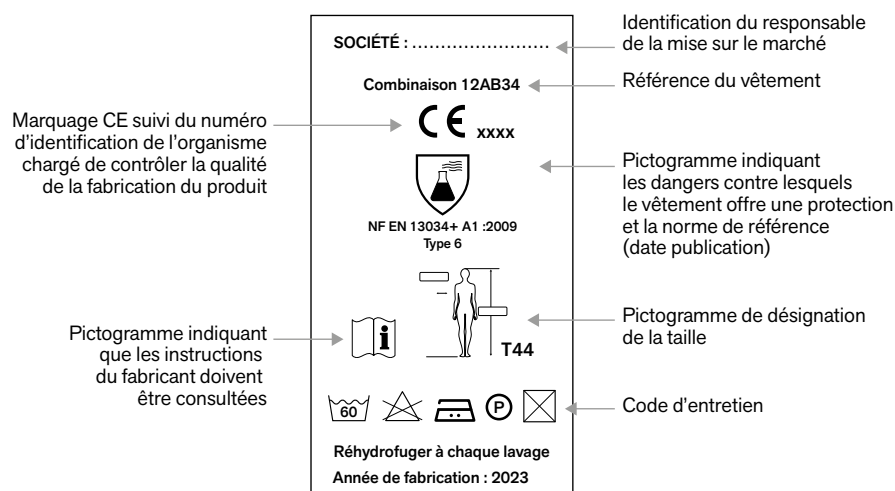 SOCIÉTÉ : ..........................
Identification du responsable
de la mise sur le marché
Combinaison 12AB34
Référence du vêtement
CE xxxx
Marquage CE suivi du numéro
d'identification de l'organisme
chargé de contrôler la qualité
de la fabrication du produit
Pictogramme indiquant
les dangers contre lesquels
le vêtement offre une protection
et la norme de référence
(date publication)
NF EN 13034+ A1 :2009
Type 6
Pictogramme de désignation
de la taille
T44
i
Pictogramme indiquant
que les instructions
du fabricant doivent
être consultées
60
P
Code d'entretien
Réhydrofuger à chaque lavage
Année de fabrication : 2023